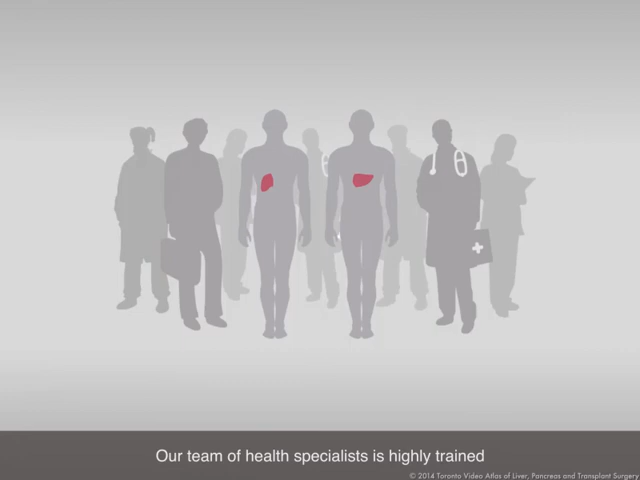 Our team of health specialists is highly trained
© 2014 Toronto Video Atlas of Liver, Pancreas and Transplant Surgery